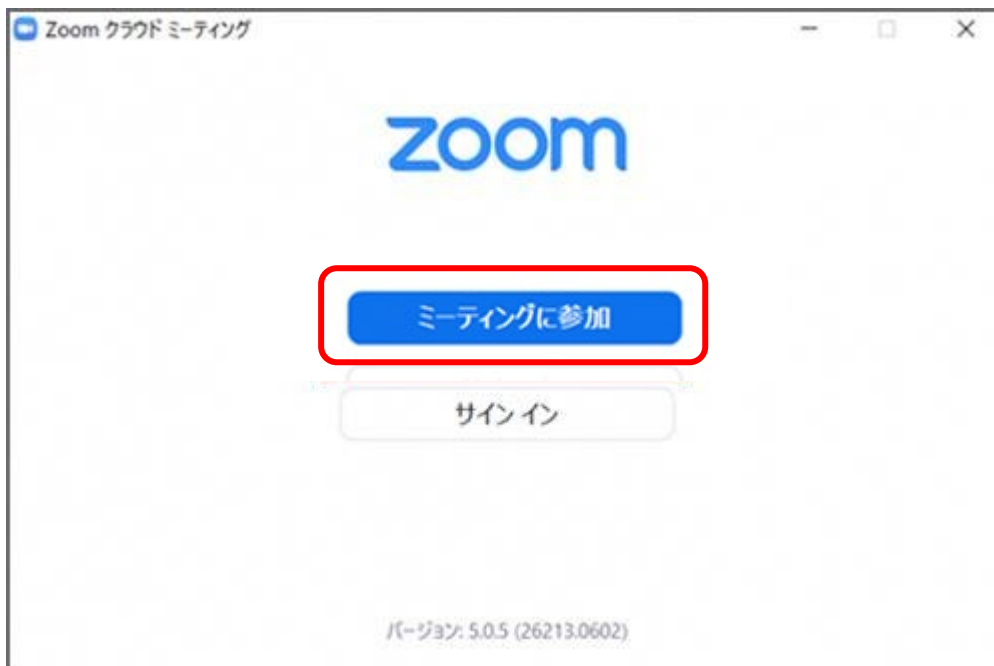 Zoom クラウド ミーティング
zoom
ミーティングに参加
サイン イン
バージョン: 5.0.5 (26213.0602)